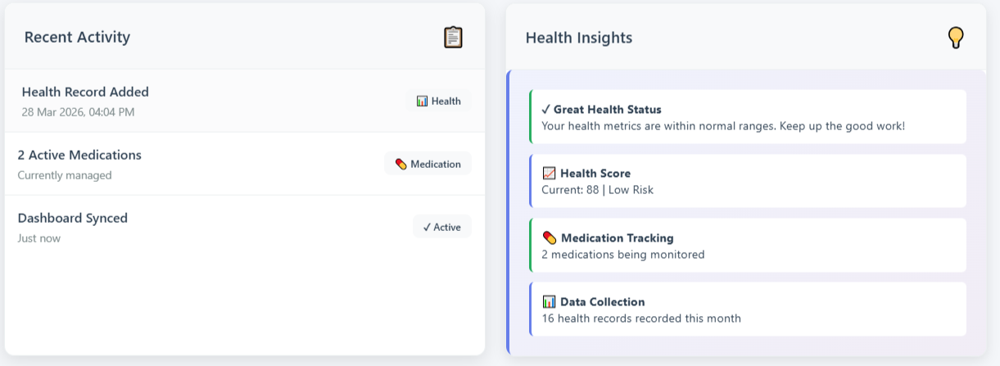 Recent Activity
Health Record Added
28 Mar 2026, 04:04 PM
Health
2 Active Medications
Currently managed
Medication
Dashboard Synced
Just now
✓ Active
Health Insights
✓ Great Health Status
Your health metrics are within normal ranges. Keep up the good work!
Health Score
Current: 88 | Low Risk
Medication Tracking
2 medications being monitored
Data Collection
16 health records recorded this month